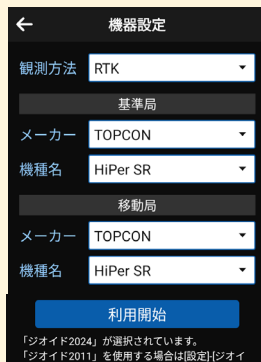 機器設定
観測方法 RTK
基準局
メーカー TOPCON
機種名 HiPer SR
移動局
メーカー TOPCON
機種名 HiPer SR
利用開始
「ジオイド2024」が選択されています。
「ジオイド2011」を使用する場合は[設定]-[ジオイ